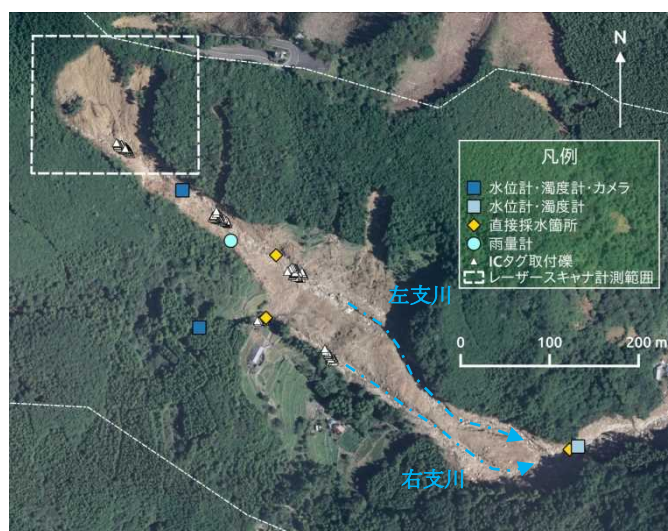 N
凡例
水位計・濁度計・カメラ
水位計・濁度計
直接採水箇所
雨量計
ICタグ取付礫
レーザースキャナ計測範囲
左支川
0 100 200 m
右支川